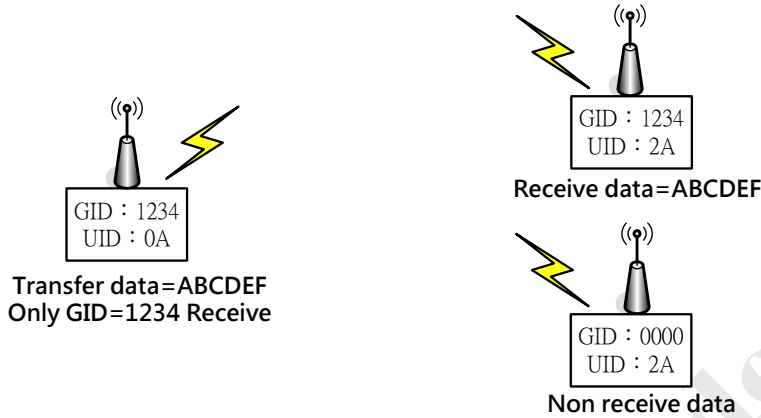 GID：1234
UID：0A
Transfer data=ABCDEF
Only GID=1234 Receive
GID：1234
UID：2A
Receive data=ABCDEF
GID：0000
UID：2A
Non receive data